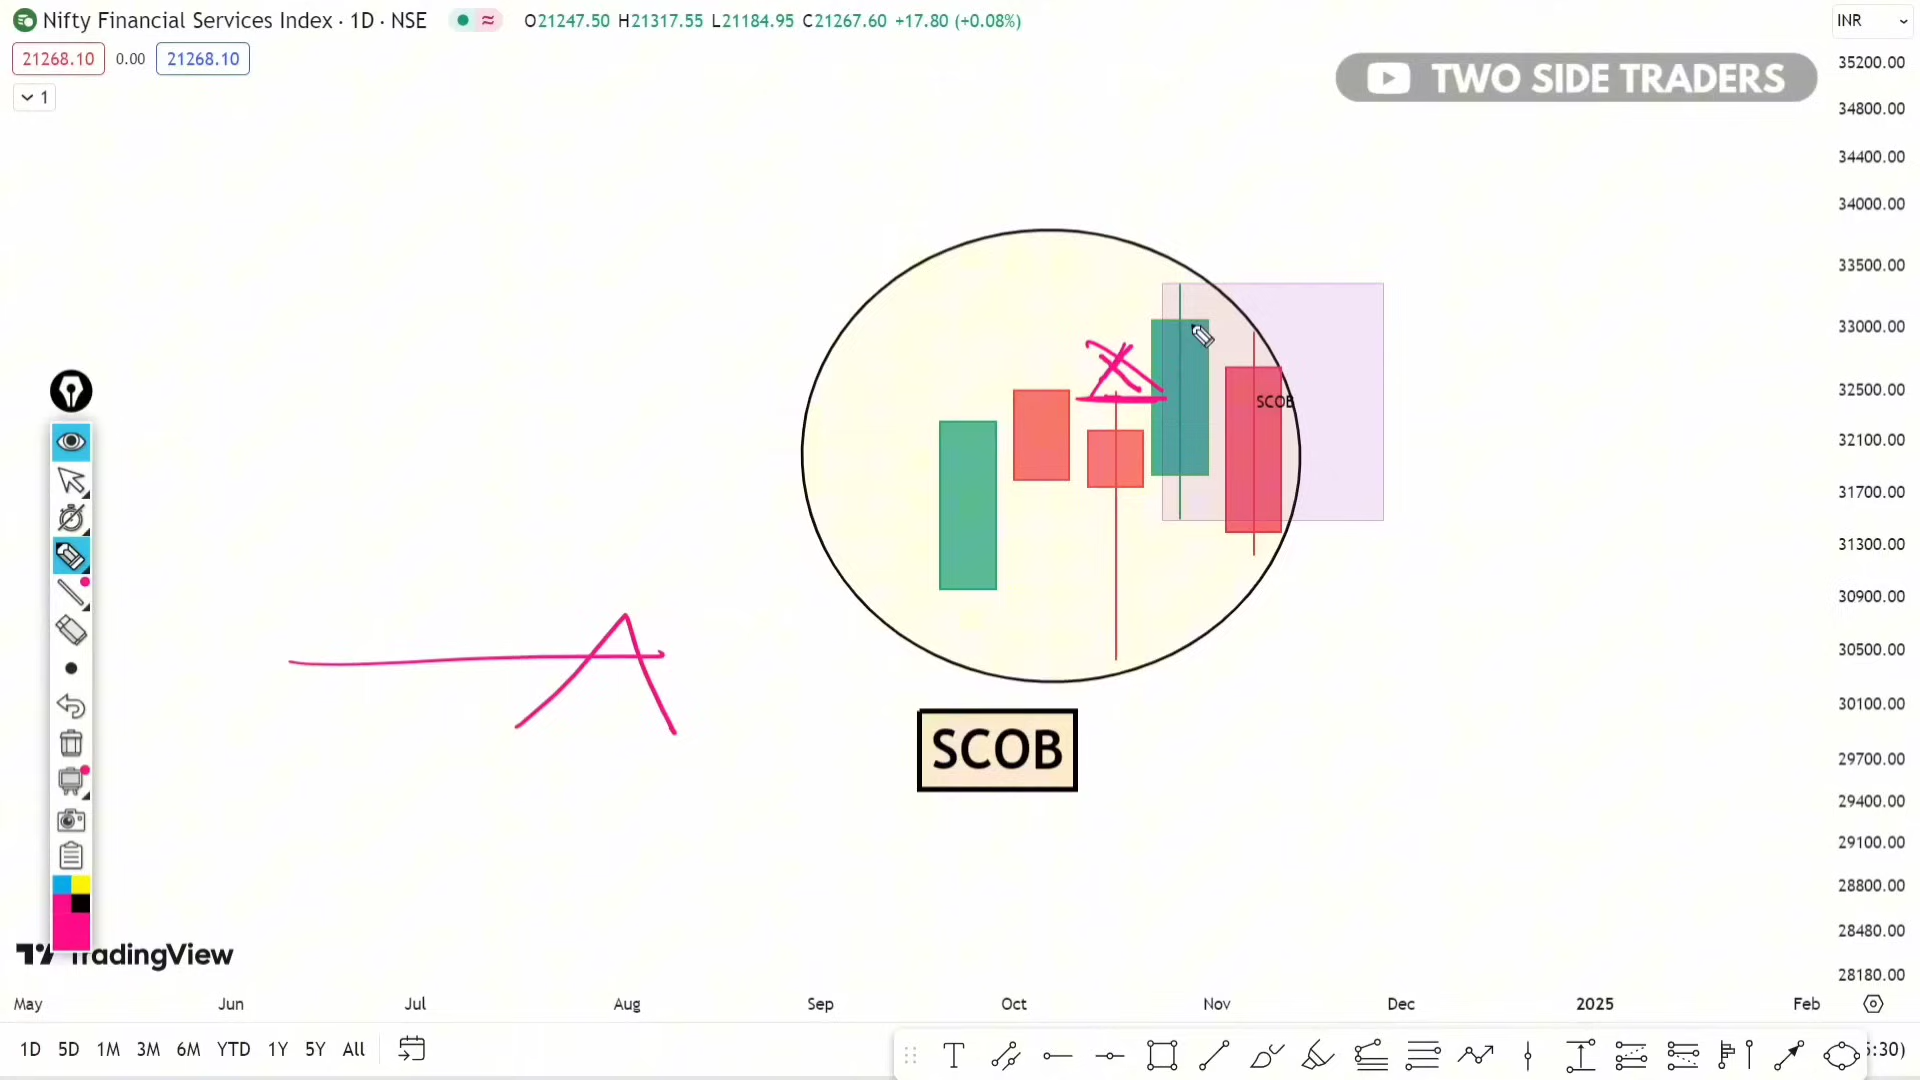 Nifty Financial Services Index · 1D · NSE
O21247.50 H21317.55 L21184.95 C21267.60 +17.80 (+0.08%)
INR
21268.10 0.00 21268.10
1
TWO SIDE TRADERS
35200.00
34800.00
34400.00
34000.00
33500.00
33000.00
32500.00
32100.00
31700.00
31300.00
30900.00
30500.00
30100.00
29700.00
29400.00
29100.00
28800.00
28480.00
28180.00
SCOB
SCOB
TradingView
May Jun Jul Aug Sep Oct Nov Dec 2025 Feb
1D 5D 1M 3M 6M YTD 1Y 5Y All
:30)